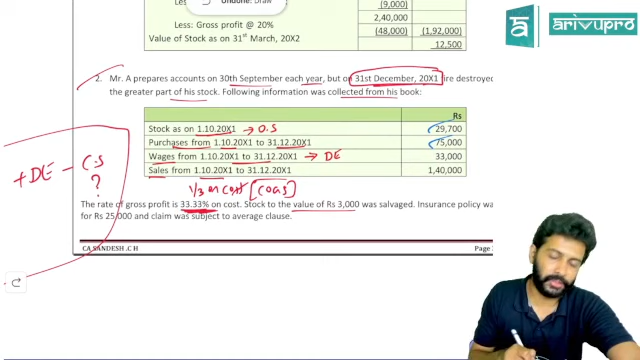 Undone: Draw
arivupro
Les
(9,000)
2,40,000
Less: Gross profit @ 20%
(48,000) (1,92,000)
Value of Stock as on 31st March, 20X2
12,500
2. Mr. A prepares accounts on 30th September each year, but on 31st December, 20X1 fire destroyed
the greater part of his stock. Following information was collected from his book:
Rs
Stock as on 1.10.20X1 → O.S 29,700
Purchases from 1.10.20X1 to 31.12.20X1 75,000
Wages from 1.10.20X1 to 31.12.20X1 → DE 33,000
Sales from 1.10.20X1 to 31.12.20X1 1,40,000
+DE – CS
?
1/3 on cost [COGS]
The rate of gross profit is 33.33% on cost. Stock to the value of Rs 3,000 was salvaged. Insurance policy wa
for Rs 25,000 and claim was subject to average clause.
CA SANDESH .C H Page